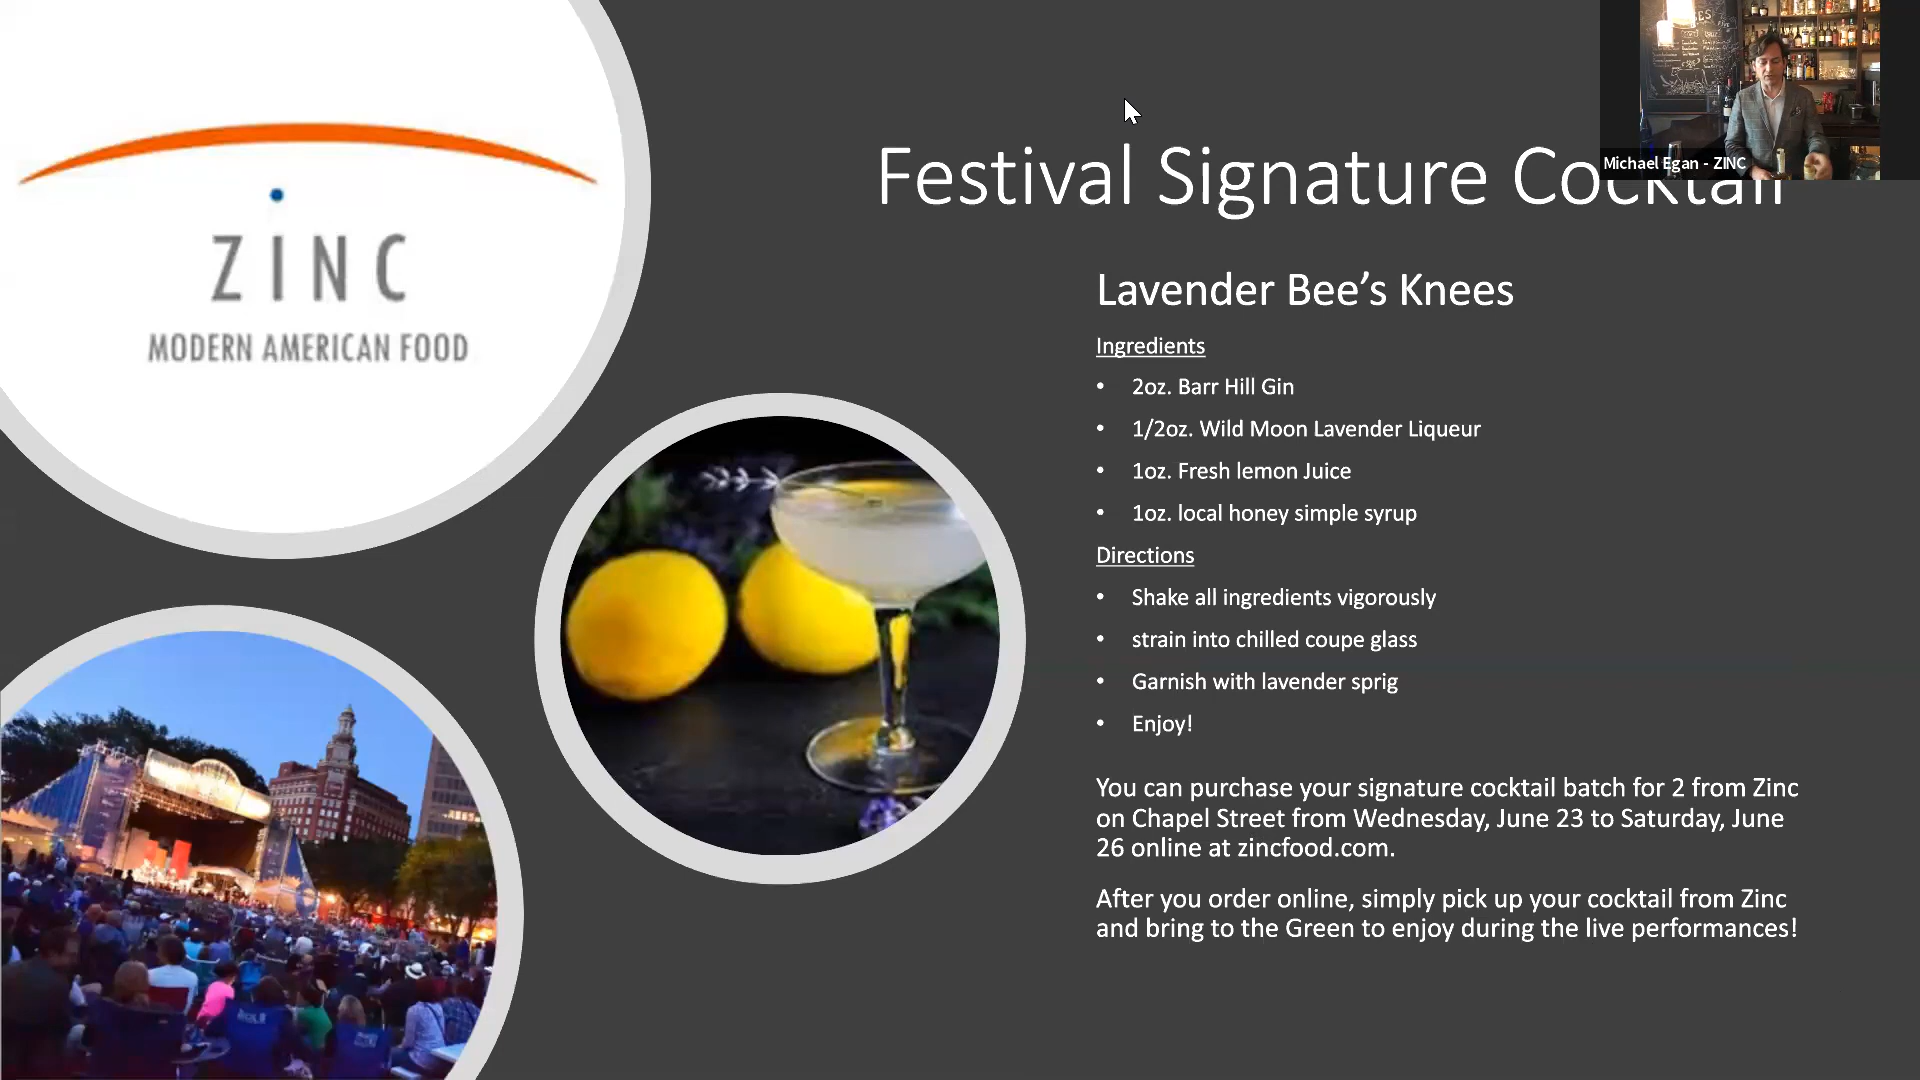 ZINC
MODERN AMERICAN FOOD
Festival Signature Cocktail
Michael Egan - ZINC
Lavender Bee’s Knees
Ingredients
• 2oz. Barr Hill Gin
• 1/2oz. Wild Moon Lavender Liqueur
• 1oz. Fresh lemon Juice
• 1oz. local honey simple syrup
Directions
• Shake all ingredients vigorously
• strain into chilled coupe glass
• Garnish with lavender sprig
• Enjoy!
You can purchase your signature cocktail batch for 2 from Zinc
on Chapel Street from Wednesday, June 23 to Saturday, June
26 online at zincfood.com.
After you order online, simply pick up your cocktail from Zinc
and bring to the Green to enjoy during the live performances!